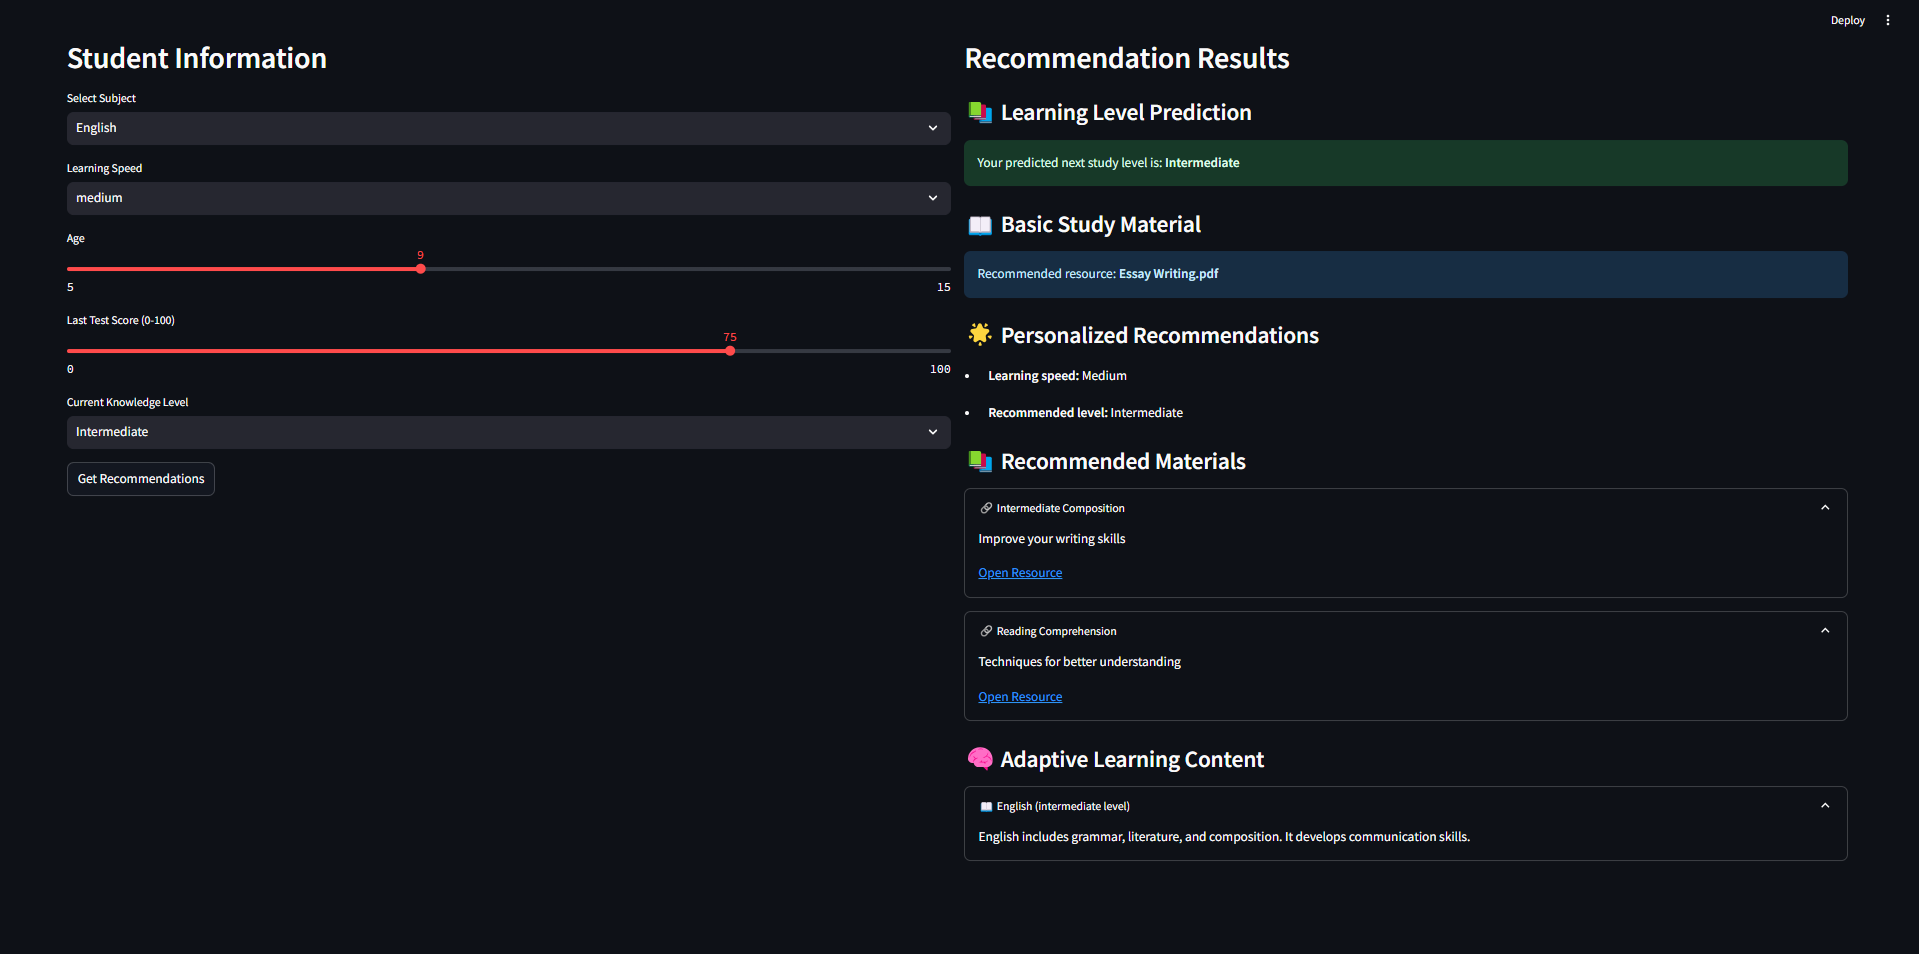 Deploy
Student Information
Select Subject
English
Learning Speed
medium
Age
9
5
15
Last Test Score (0-100)
75
0
100
Current Knowledge Level
Intermediate
Get Recommendations
Recommendation Results
Learning Level Prediction
Your predicted next study level is: Intermediate
Basic Study Material
Recommended resource: Essay Writing.pdf
Personalized Recommendations
• Learning speed: Medium
• Recommended level: Intermediate
Recommended Materials
Intermediate Composition
Improve your writing skills
Open Resource
Reading Comprehension
Techniques for better understanding
Open Resource
Adaptive Learning Content
English (intermediate level)
English includes grammar, literature, and composition. It develops communication skills.